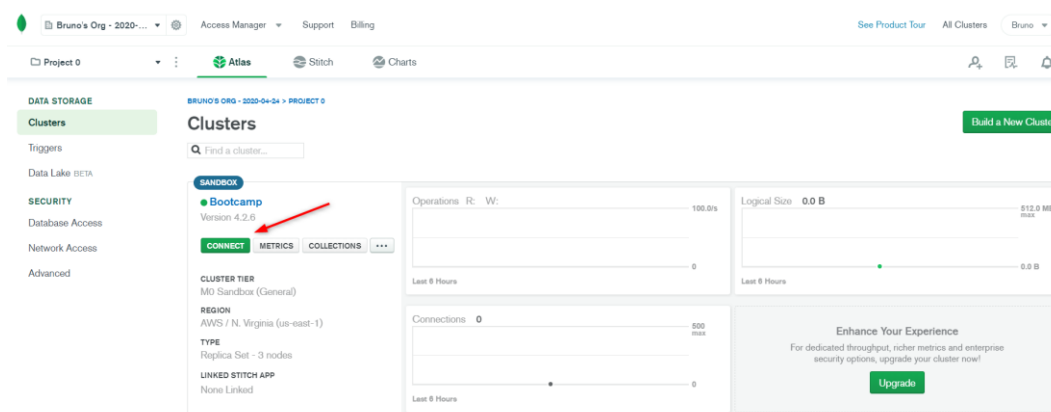 Bruno's Org - 2020-...
Access Manager
Support
Billing
See Product Tour
All Clusters
Bruno
Project 0
Atlas
Stitch
Charts
DATA STORAGE
Clusters
Triggers
Data Lake BETA
SECURITY
Database Access
Network Access
Advanced
BRUNO'S ORG - 2020-04-24 > PROJECT 0
Clusters
Build a New Cluste
Find a cluster...
SANDBOX
Bootcamp
Version 4.2.6
CONNECT
METRICS
COLLECTIONS
...
CLUSTER TIER
M0 Sandbox (General)
REGION
AWS / N. Virginia (us-east-1)
TYPE
Replica Set - 3 nodes
LINKED STITCH APP
None Linked
Operations R: W:
100.0/s
0
Last 6 Hours
Logical Size 0.0 B
512.0 MB
max
0.0 B
Last 6 Hours
Connections 0
500
max
0
Last 6 Hours
Enhance Your Experience
For dedicated throughput, richer metrics and enterprise
security options, upgrade your cluster now!
Upgrade